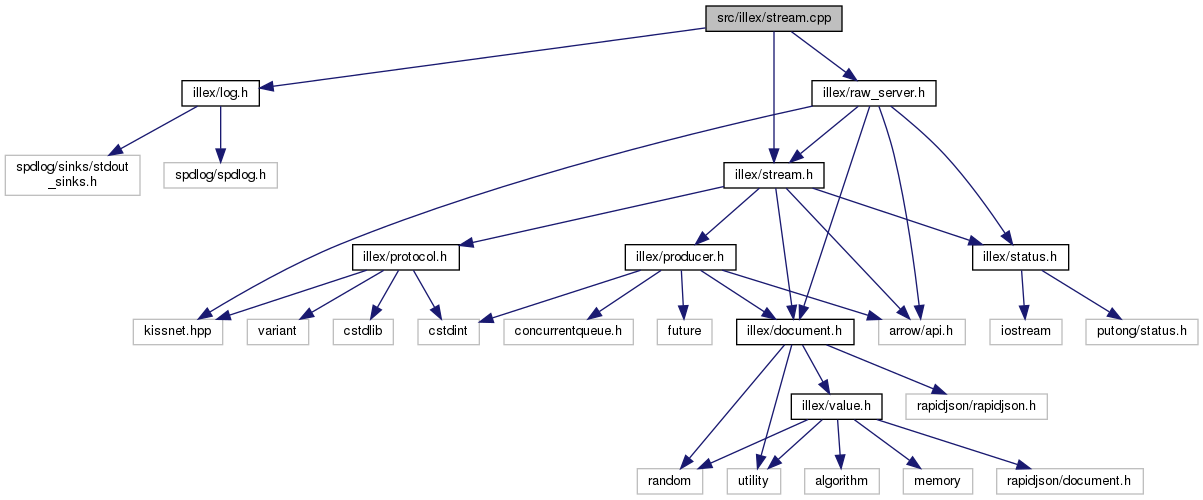 src/illex/stream.cpp
illex/log.h
illex/raw_server.h
spdlog/sinks/stdout
_sinks.h
spdlog/spdlog.h
illex/stream.h
illex/protocol.h
illex/producer.h
illex/status.h
kissnet.hpp
variant
cstdlib
cstdint
concurrentqueue.h
future
illex/document.h
arrow/api.h
iostream
putong/status.h
illex/value.h
rapidjson/rapidjson.h
random
utility
algorithm
memory
rapidjson/document.h